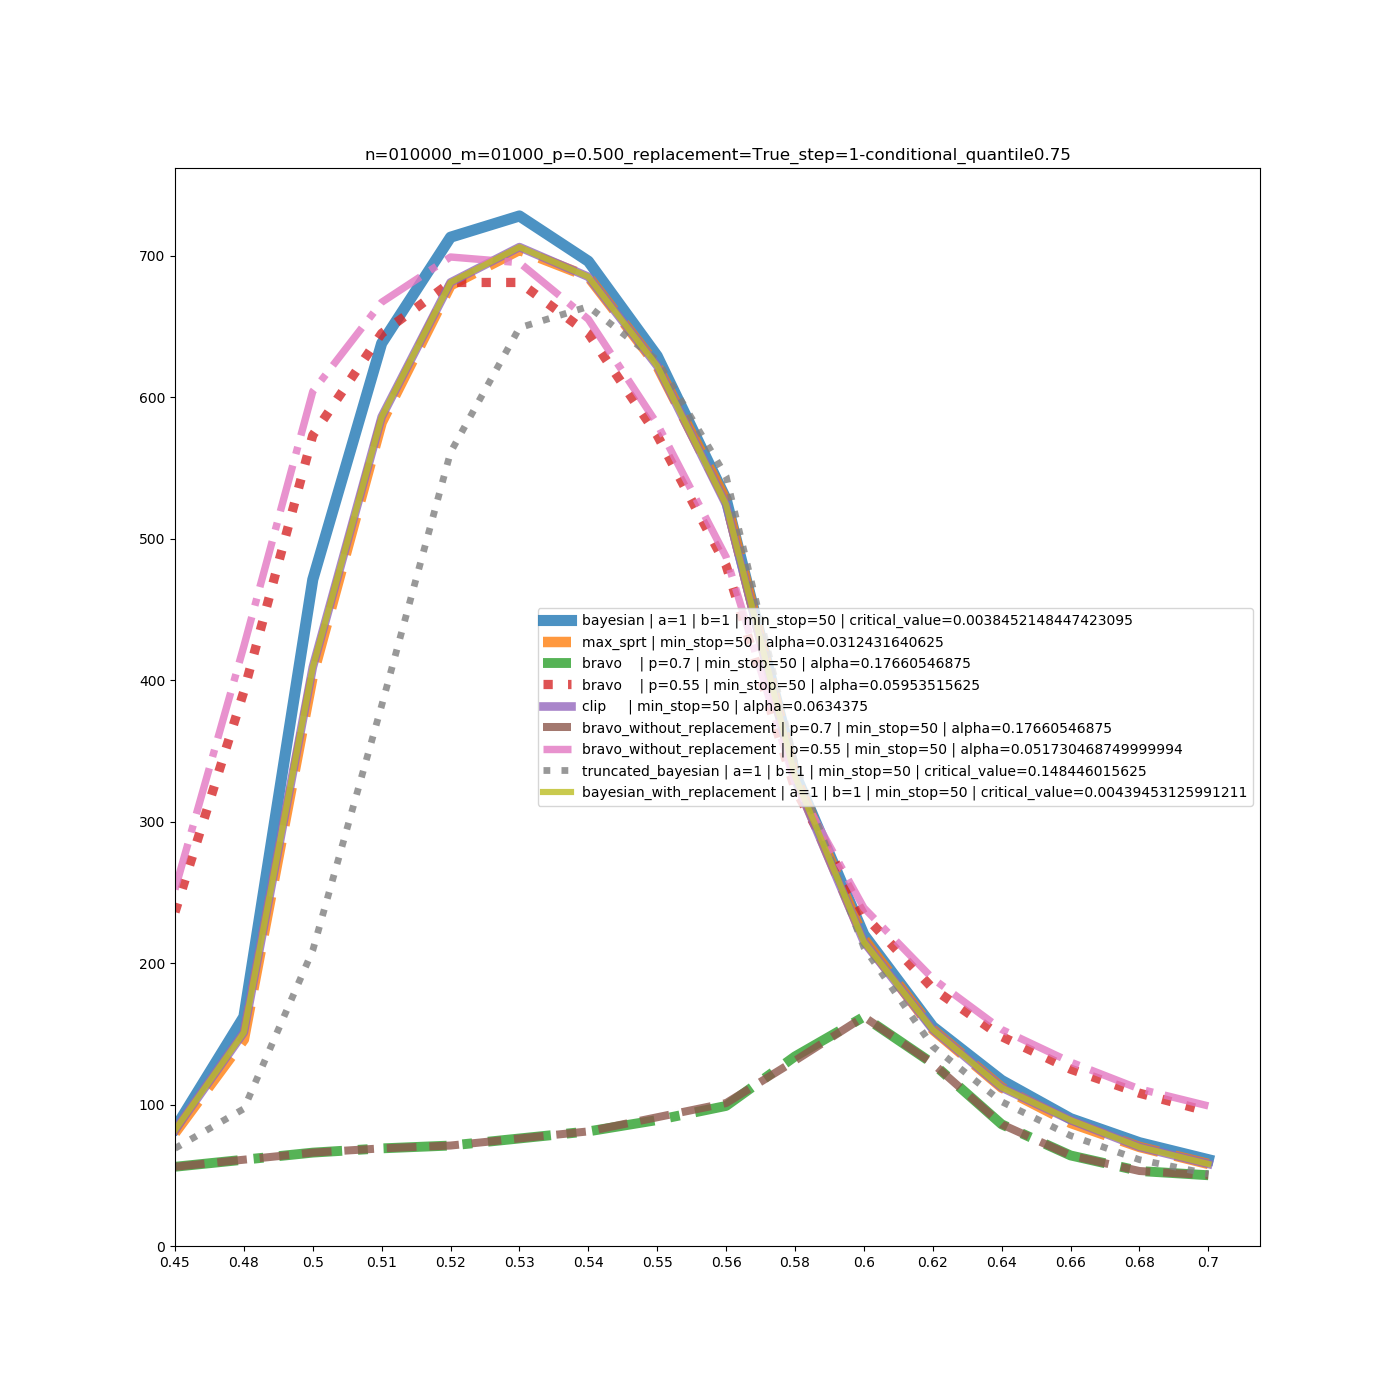 n=010000_m=01000_p=0.500_replacement=True_step=1-conditional_quantile0.75
700
600
500
400
300
200
100
0
bayesian | a=1 | b=1 | min_stop=50 | critical_value=0.0038452148447423095
max_sprt | min_stop=50 | alpha=0.0312431640625
bravo    | p=0.7 | min_stop=50 | alpha=0.17660546875
bravo    | p=0.55 | min_stop=50 | alpha=0.05953515625
clip     | min_stop=50 | alpha=0.0634375
bravo_without_replacement | p=0.7 | min_stop=50 | alpha=0.17660546875
bravo_without_replacement | p=0.55 | min_stop=50 | alpha=0.051730468749999994
truncated_bayesian | a=1 | b=1 | min_stop=50 | critical_value=0.148446015625
bayesian_with_replacement | a=1 | b=1 | min_stop=50 | critical_value=0.00439453125991211
0.45 0.48 0.5 0.51 0.52 0.53 0.54 0.55 0.56 0.58 0.6 0.62 0.64 0.66 0.68 0.7